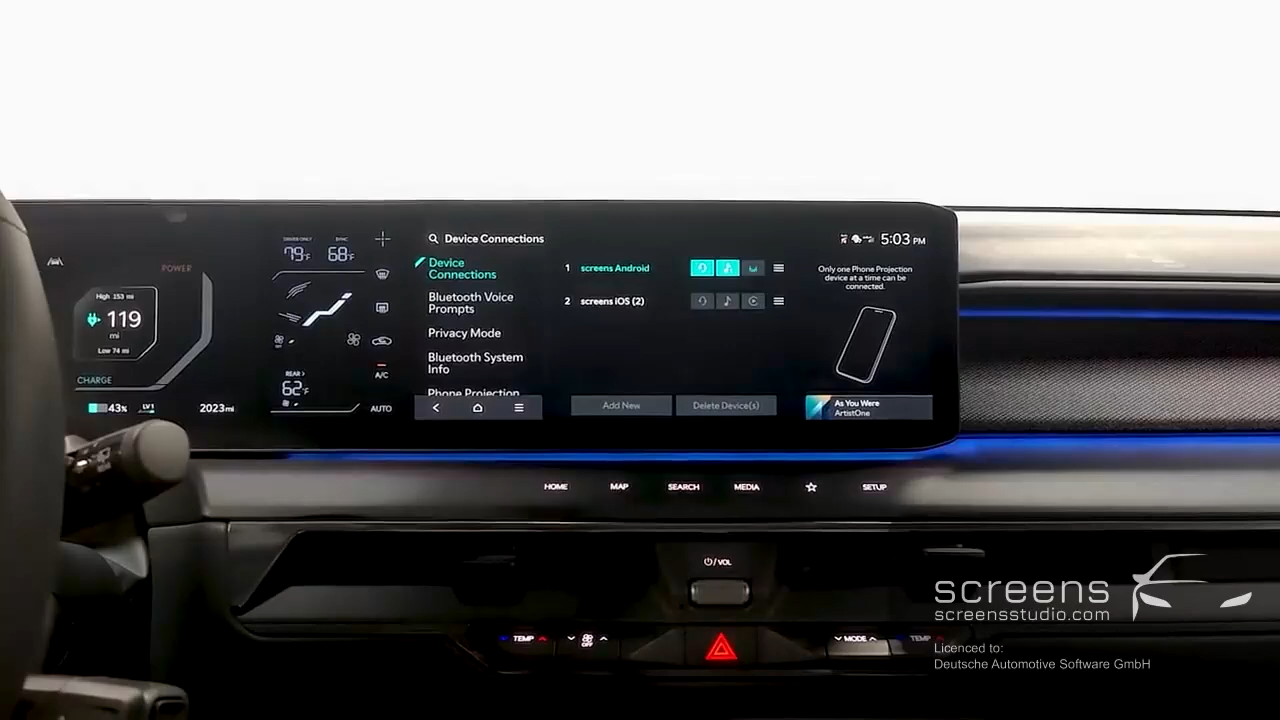 POWER
High 153 mi
119
mi
Low 74 mi
CHARGE
43%
LV 1
2023mi
DRIVER ONLY
SYNC
79°F
68°F
REAR >
62°F
OFF
A/C
AUTO
Device Connections
5:03 PM
Device
Connections
Bluetooth Voice
Prompts
Privacy Mode
Bluetooth System
Info
Phone Projection
1 screens Android
2 screens iOS (2)
Only one Phone Projection
device at a time can be
connected.
Add New
Delete Device(s)
As You Were
ArtistOne
HOME
MAP
SEARCH
MEDIA
SETUP
/ VOL
TEMP
OFF
MODE
TEMP
screens
screensstudio.com
Licenced to:
Deutsche Automotive Software GmbH